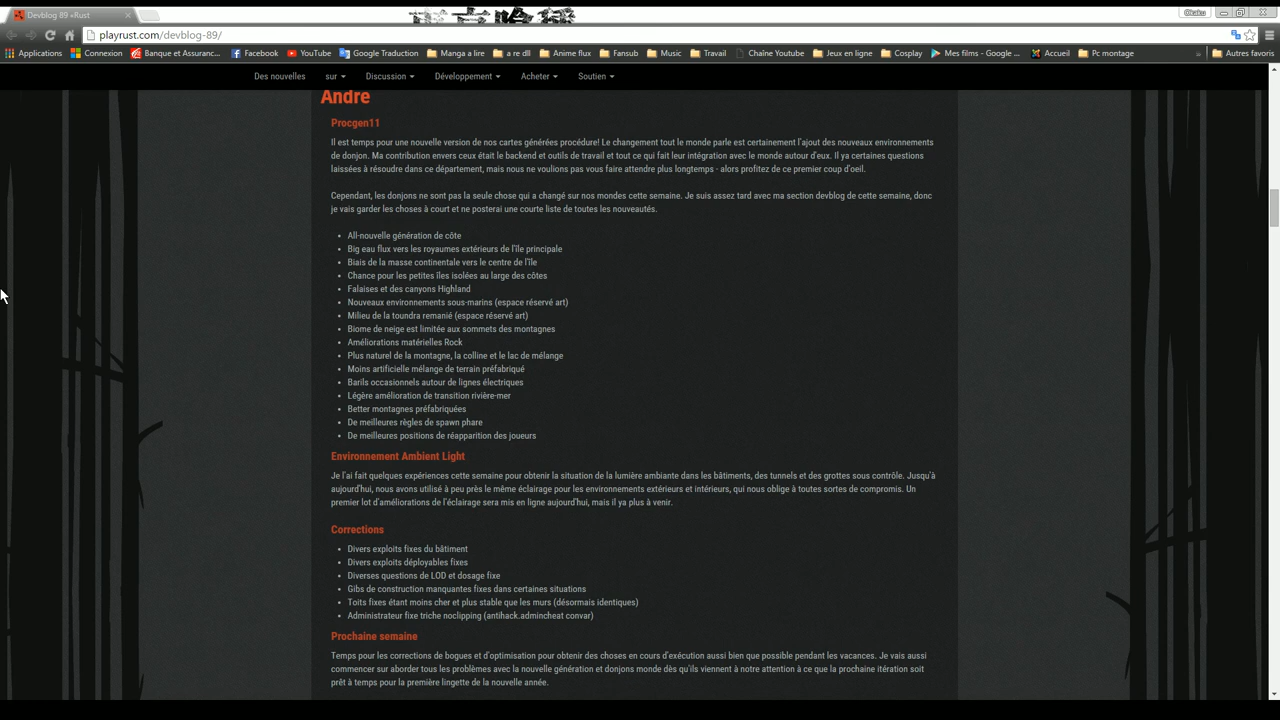 Devblog 89 «Rust
Okaku
playrust.com/devblog-89/
Applications Connexion Banque et Assuranc... Facebook YouTube Google Traduction Manga a lire a re dll Anime flux Fansub Music Travail Chaîne Youtube Jeux en ligne Cosplay Mes films - Google ... Accueil Pc montage Autres favoris
Des nouvelles sur Discussion Développement Acheter Soutien
Andre
Procgen11
Il est temps pour une nouvelle version de nos cartes générées procédure! Le changement tout le monde parle est certainement l'ajout des nouveaux environnements
de donjon. Ma contribution envers ceux était le backend et outils de travail et tout ce qui fait leur intégration avec le monde autour d'eux. Il ya certaines questions
laissées à résoudre dans ce département, mais nous ne voulions pas vous faire attendre plus longtemps - alors profitez de ce premier coup d'oeil.
Cependant, les donjons ne sont pas la seule chose qui a changé sur nos mondes cette semaine. Je suis assez tard avec ma section devblog de cette semaine, donc
je vais garder les choses à court et ne posterai une courte liste de toutes les nouveautés.
All-nouvelle génération de côte
Big eau flux vers les royaumes extérieurs de l'île principale
Biais de la masse continentale vers le centre de l'île
Chance pour les petites îles isolées au large des côtes
Falaises et des canyons Highland
Nouveaux environnements sous-marins (espace réservé art)
Milieu de la toundra remanié (espace réservé art)
Biome de neige est limitée aux sommets des montagnes
Améliorations matérielles Rock
Plus naturel de la montagne, la colline et le lac de mélange
Moins artificielle mélange de terrain préfabriqué
Barils occasionnels autour de lignes électriques
Légère amélioration de transition rivière-mer
Better montagnes préfabriquées
De meilleures règles de spawn phare
De meilleures positions de réapparition des joueurs
Environnement Ambient Light
Je l'ai fait quelques expériences cette semaine pour obtenir la situation de la lumière ambiante dans les bâtiments, des tunnels et des grottes sous contrôle. Jusqu'à
aujourd'hui, nous avons utilisé à peu près le même éclairage pour les environnements extérieurs et intérieurs, qui nous oblige à toutes sortes de compromis. Un
premier lot d'améliorations de l'éclairage sera mis en ligne aujourd'hui, mais il ya plus à venir.
Corrections
Divers exploits fixes du bâtiment
Divers exploits déployables fixes
Diverses questions de LOD et dosage fixe
Gibs de construction manquantes fixes dans certaines situations
Toits fixes étant moins cher et plus stable que les murs (désormais identiques)
Administrateur fixe triche noclipping (antihack.admincheat convar)
Prochaine semaine
Temps pour les corrections de bogues et d'optimisation pour obtenir des choses en cours d'exécution aussi bien que possible pendant les vacances. Je vais aussi
commencer sur aborder tous les problèmes avec la nouvelle génération et donjons monde dès qu'ils viennent à notre attention à ce que la prochaine itération soit
prêt à temps pour la première lingette de la nouvelle année.